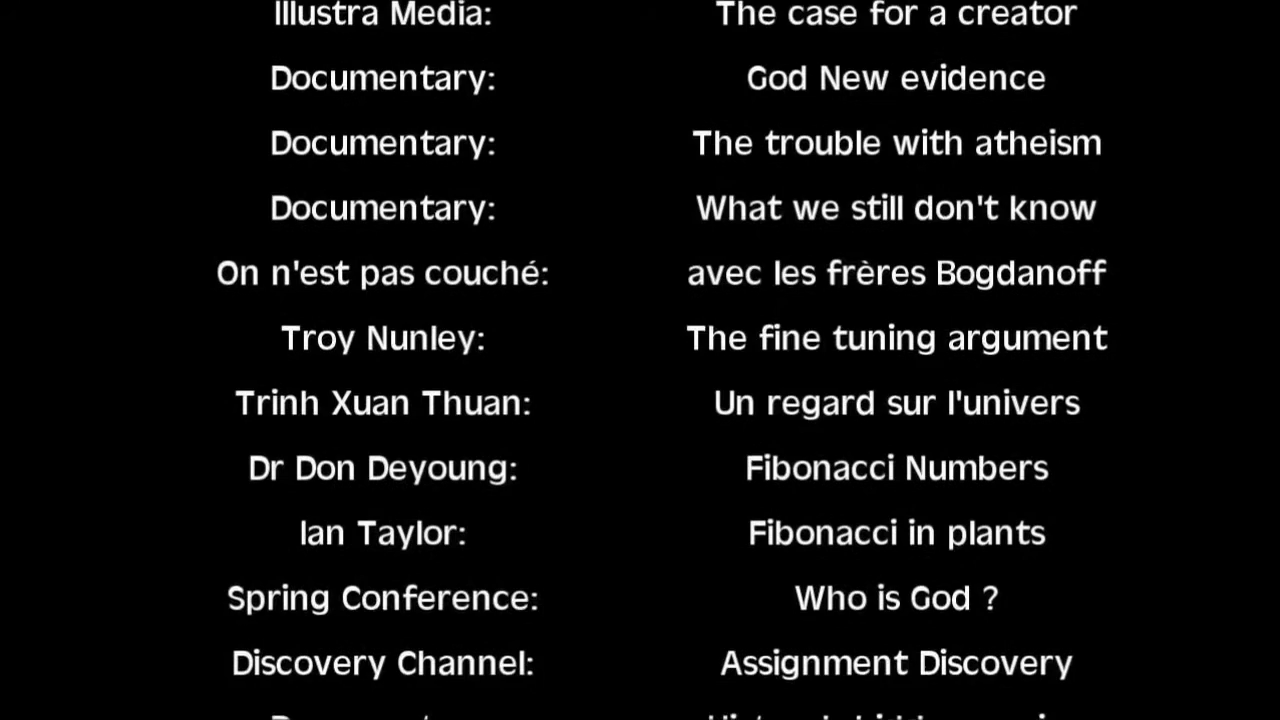 Illustra Media: The case for a creator
Documentary: God New evidence
Documentary: The trouble with atheism
Documentary: What we still don't know
On n'est pas couché: avec les frères Bogdanoff
Troy Nunley: The fine tuning argument
Trinh Xuan Thuan: Un regard sur l'univers
Dr Don Deyoung: Fibonacci Numbers
Ian Taylor: Fibonacci in plants
Spring Conference: Who is God ?
Discovery Channel: Assignment Discovery